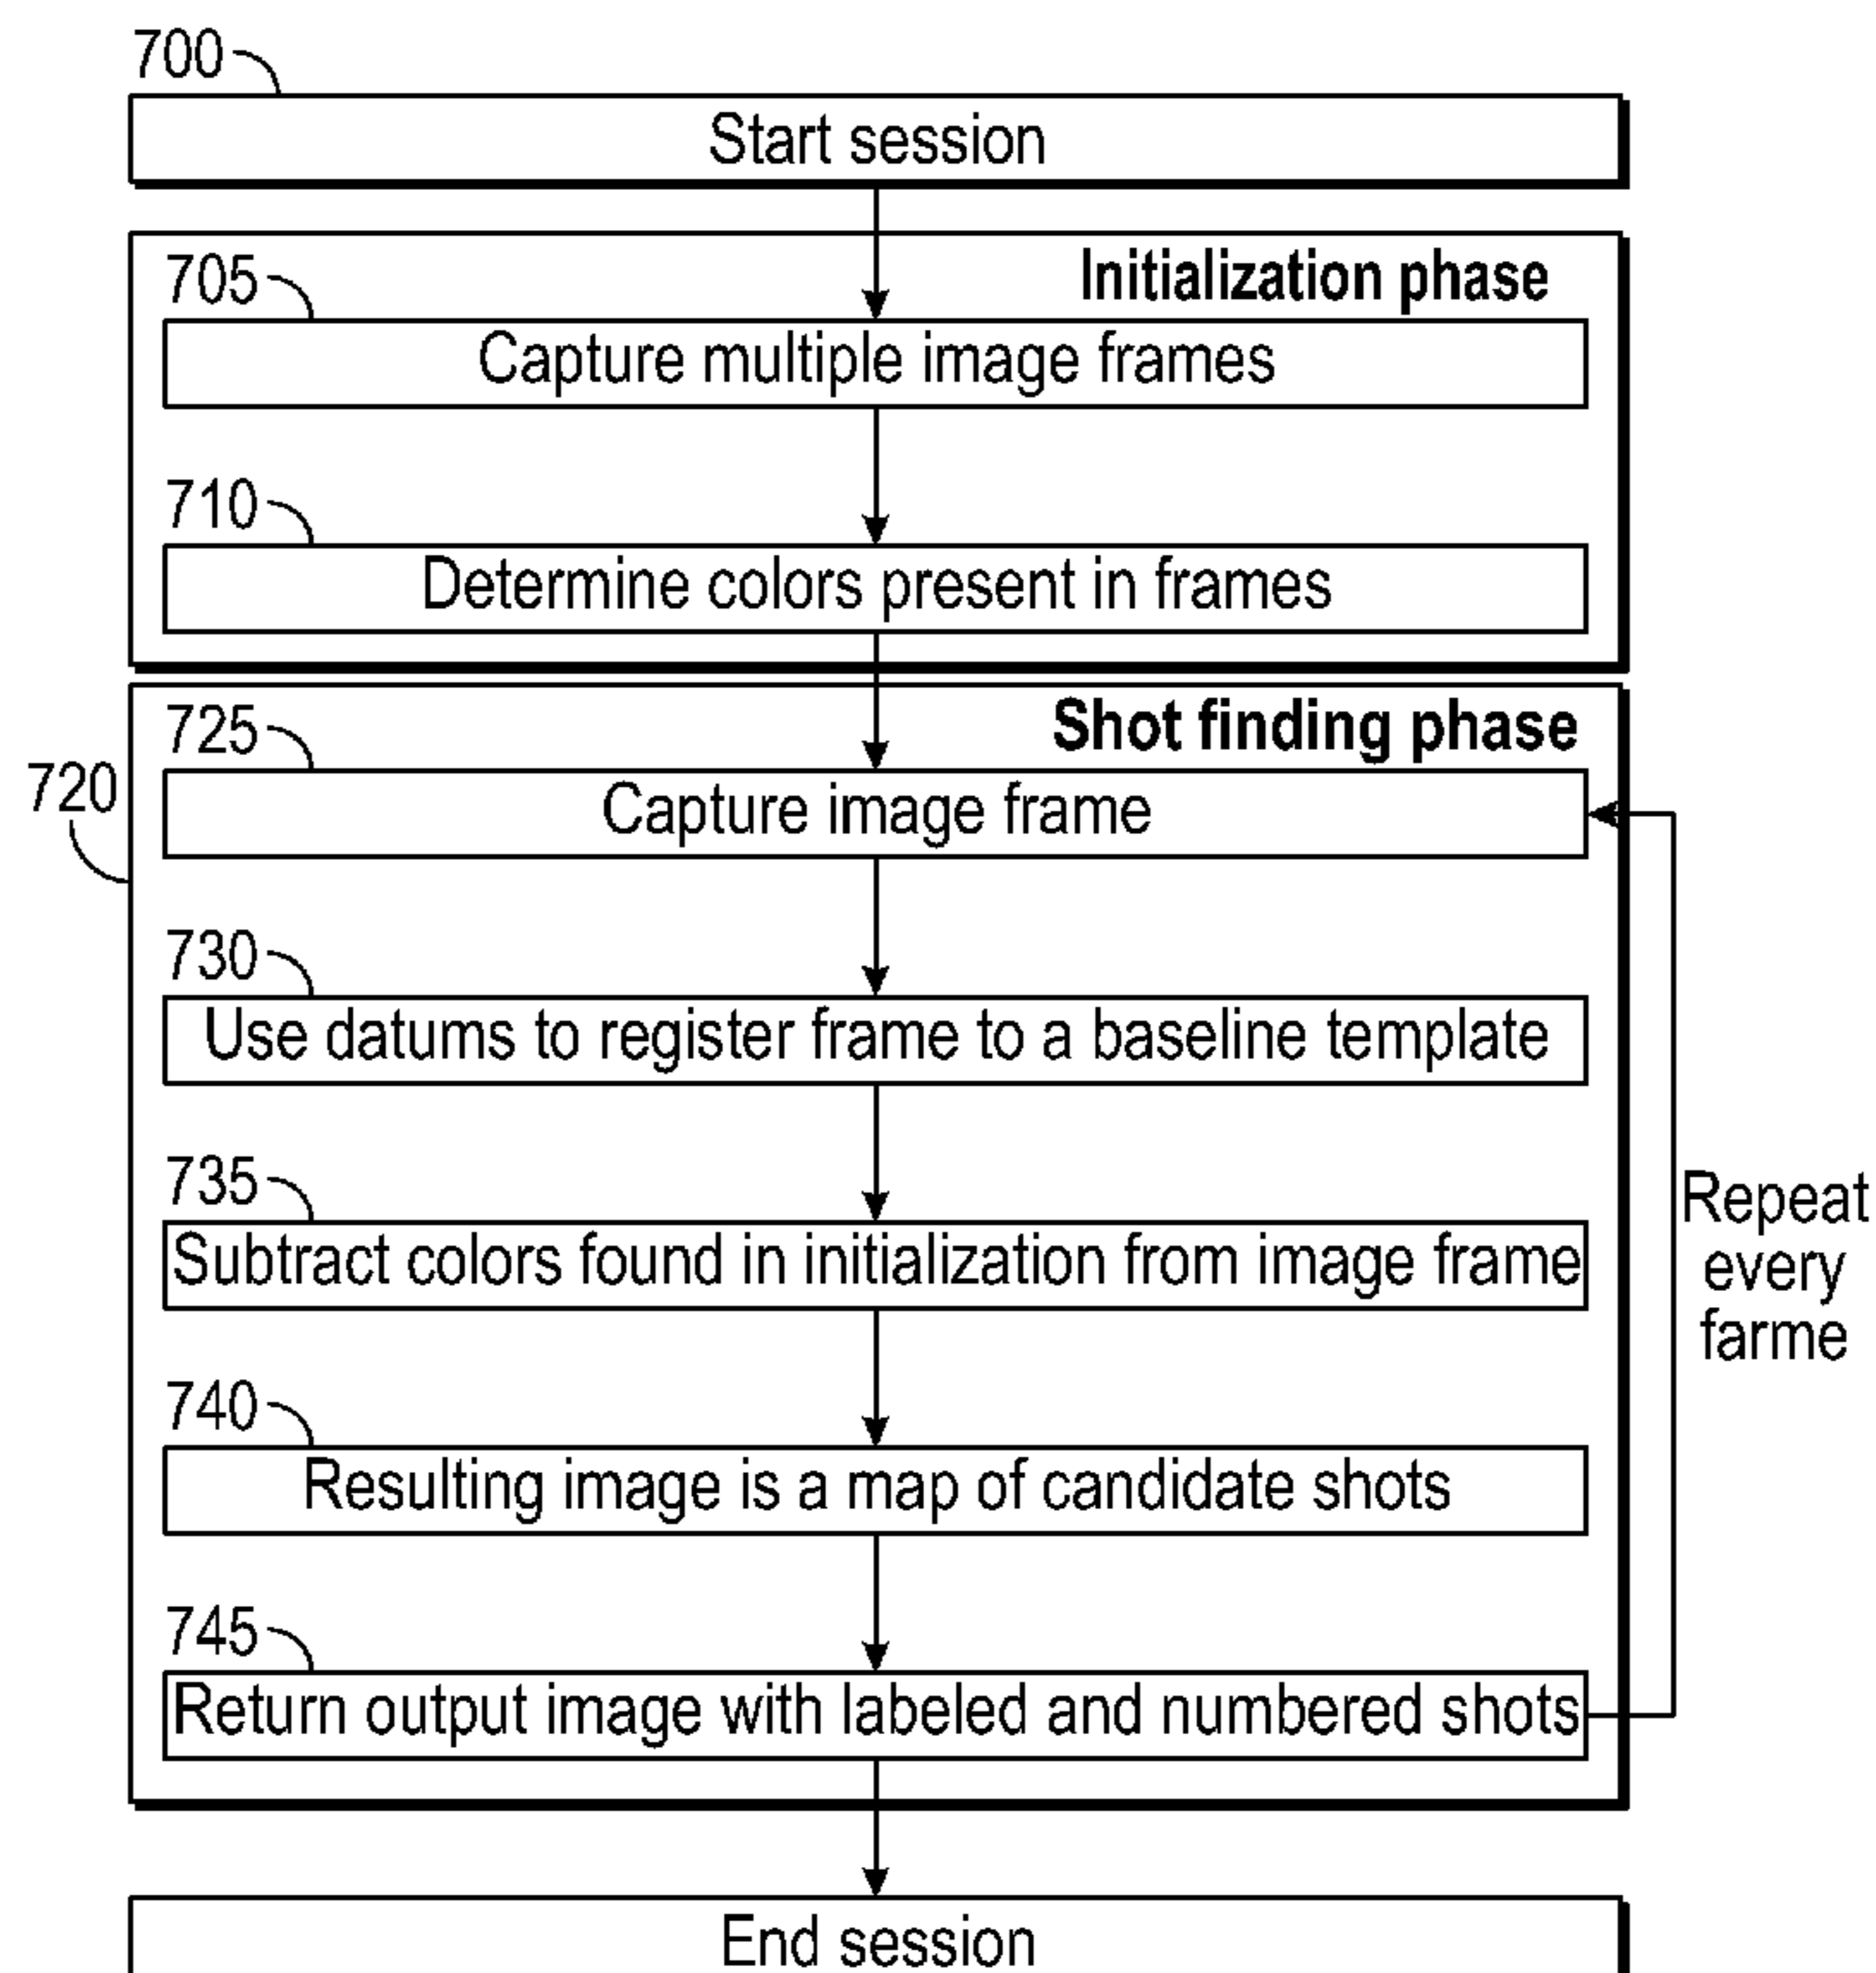 700
Start session
Initialization phase
705
Capture multiple image frames
710
Determine colors present in frames
Shot finding phase
720
725
Capture image frame
730
Use datums to register frame to a baseline template
735
Subtract colors found in initialization from image frame
740
Resulting image is a map of candidate shots
745
Return output image with labeled and numbered shots
Repeat
every
farme
End session